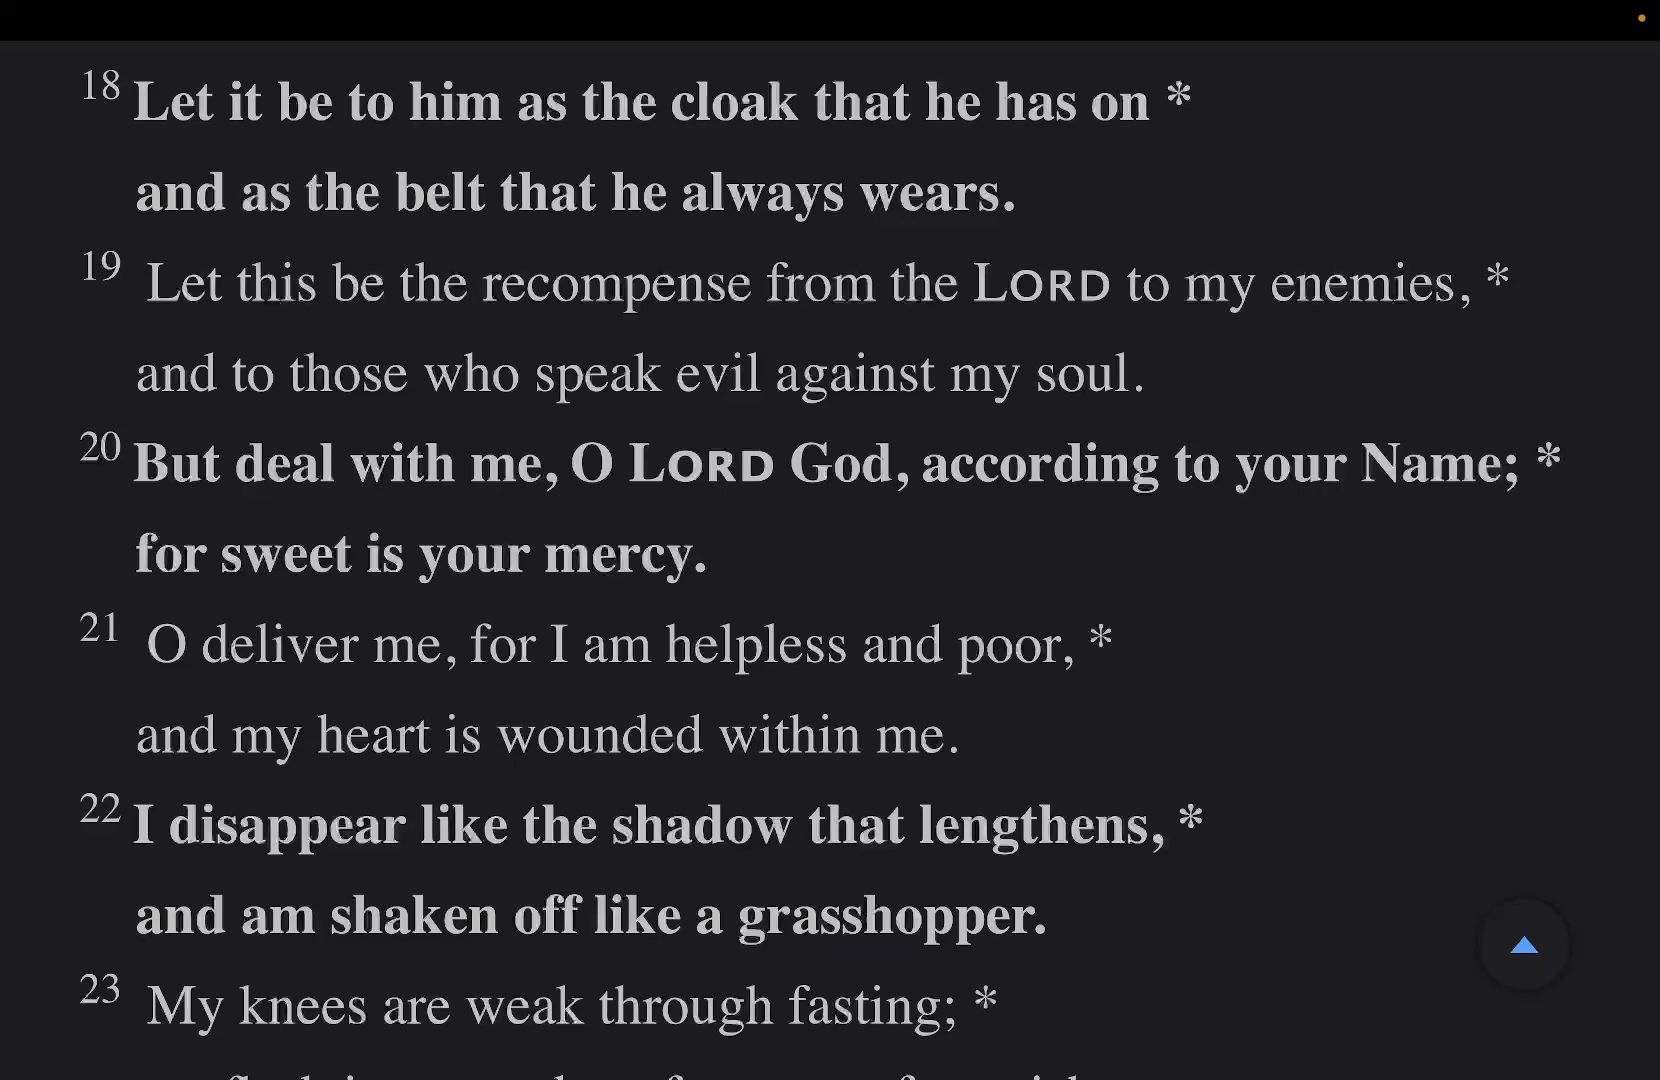 18 Let it be to him as the cloak that he has on *
and as the belt that he always wears.
19 Let this be the recompense from the LORD to my enemies, *
and to those who speak evil against my soul.
20 But deal with me, O LORD God, according to your Name; *
for sweet is your mercy.
21 O deliver me, for I am helpless and poor, *
and my heart is wounded within me.
22 I disappear like the shadow that lengthens, *
and am shaken off like a grasshopper.
23 My knees are weak through fasting; *